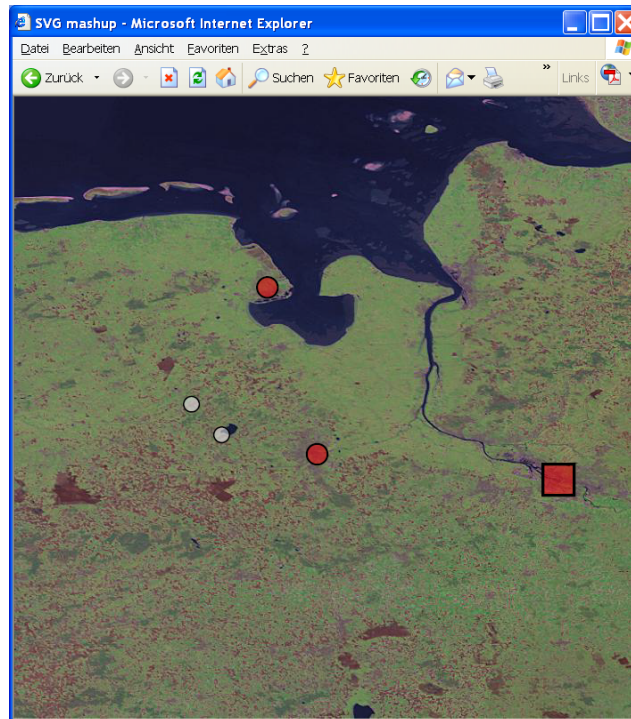 SVG mashup - Microsoft Internet Explorer
Datei Bearbeiten Ansicht Favoriten Extras ?
Zurück Suchen Favoriten » Links